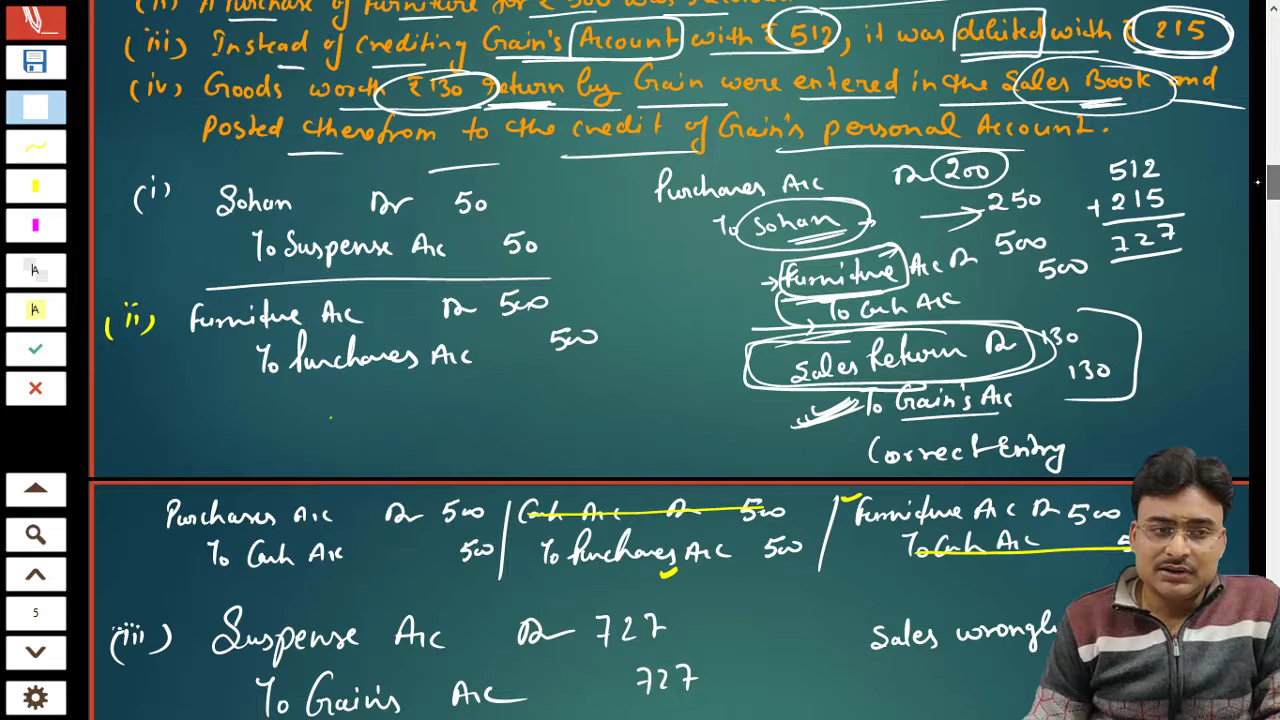 (iii) Instead of crediting Gain's Account with ₹ 512, it was debited with ₹ 215
(iv) Goods worth ₹130 return by Gain were entered in the Sales Book and
Posted therefrom to the credit of Gain's personal Account.
(i) Sohan Dr 50
To Suspense A/c 50
(ii) Furniture A/c Dr 500
To Purchases A/c 500
Purchases A/c Dr 200
To Sohan → 250
Furniture A/c Dr 500
To Cash A/c 500
Sales Return Dr 130
To Gain's A/c 130
Correct Entry
512
+ 215
727
Purchases A/c Dr 500
To Cash A/c 500
Cash A/c Dr 500
To Purchases A/c 500
Furniture A/c Dr 500
To Cash A/c 5
(iii) Suspense A/c Dr 727
To Gain's A/c 727
Sales wrongl
A
A
5